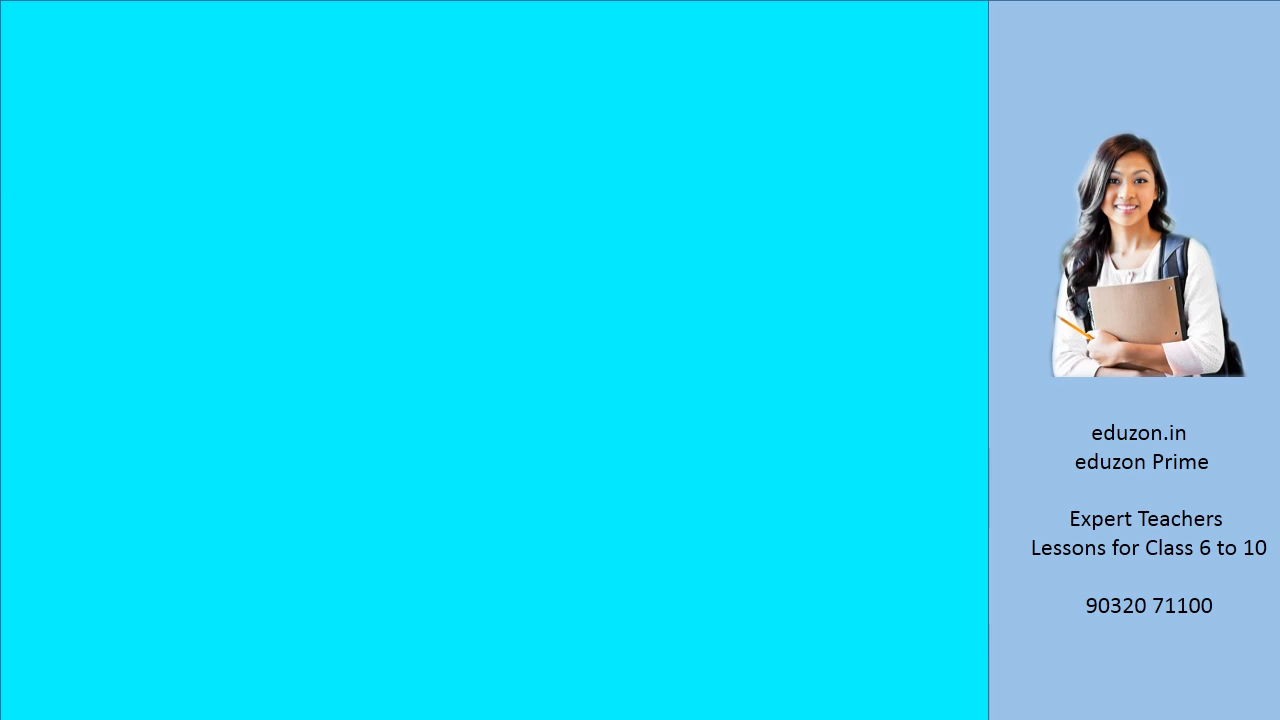 eduzon.in
eduzon Prime
Expert Teachers
Lessons for Class 6 to 10
90320 71100